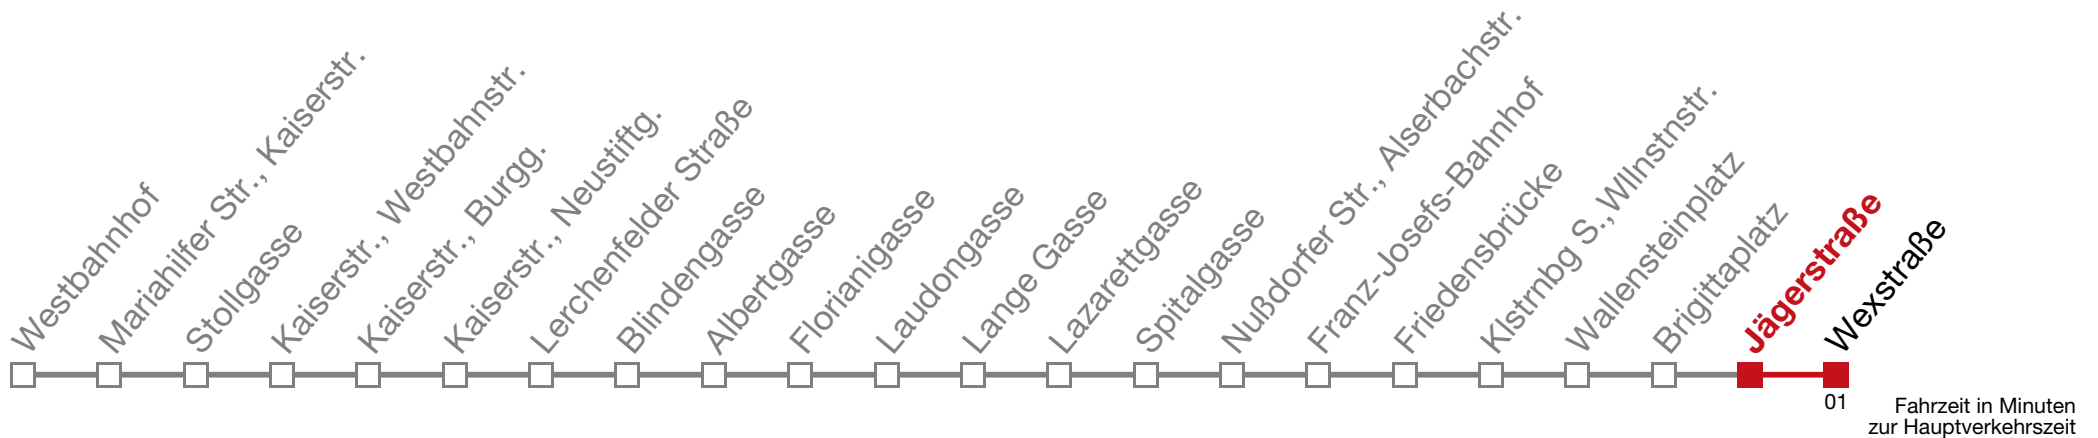 Westbahnhof
Mariahilfer Str., Kaiserstr.
Stollgasse
Kaiserstr., Westbahnstr.
Kaiserstr., Burgg.
Kaiserstr., Neustiftg.
Lerchenfelder Straße
Blindengasse
Albertgasse
Florianigasse
Laudongasse
Lange Gasse
Lazarettgasse
Spitalgasse
Nußdorfer Str., Alserbachstr.
Franz-Josefs-Bahnhof
Friedensbrücke
Klstrnbg S., Wllnstnstr.
Wallensteinplatz
Brigittaplatz
Jägerstraße
Wexstraße
01
Fahrzeit in Minuten
zur Hauptverkehrszeit